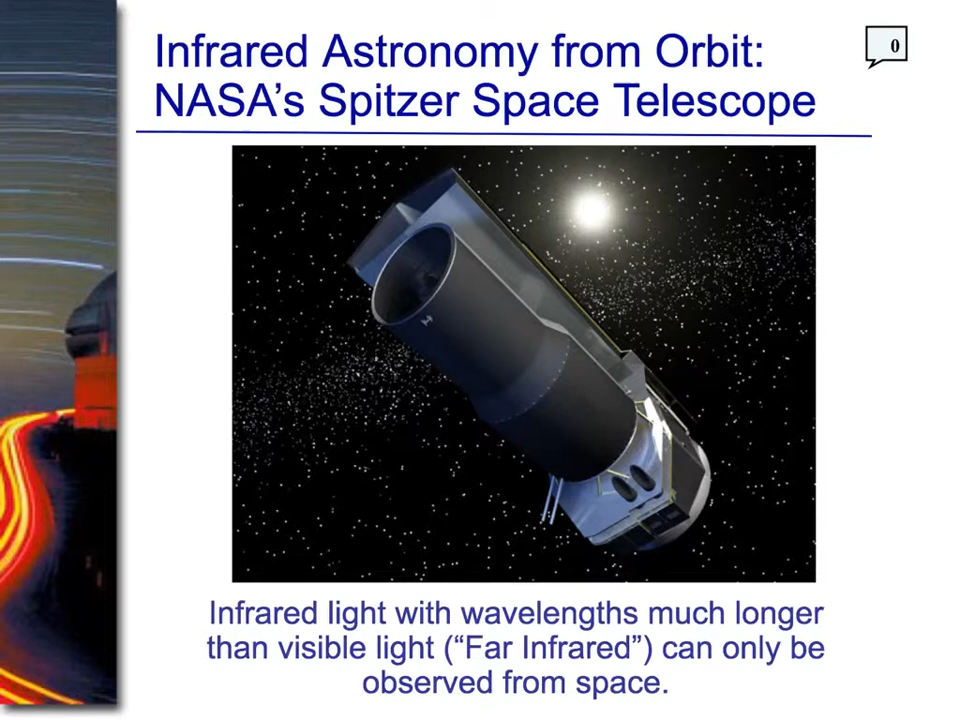 Infrared Astronomy from Orbit:
NASA’s Spitzer Space Telescope
0
Infrared light with wavelengths much longer
than visible light (“Far Infrared”) can only be
observed from space.